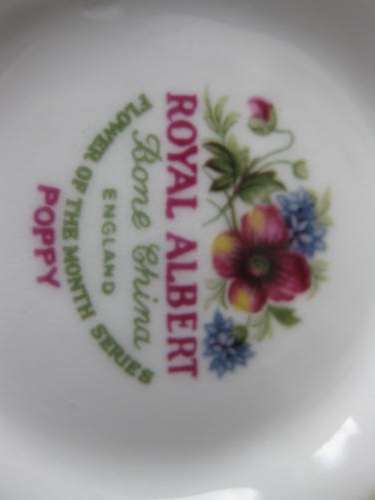 ROYAL ALBERT
Bone China
ENGLAND
FLOWER OF THE MONTH SERIES
POPPY